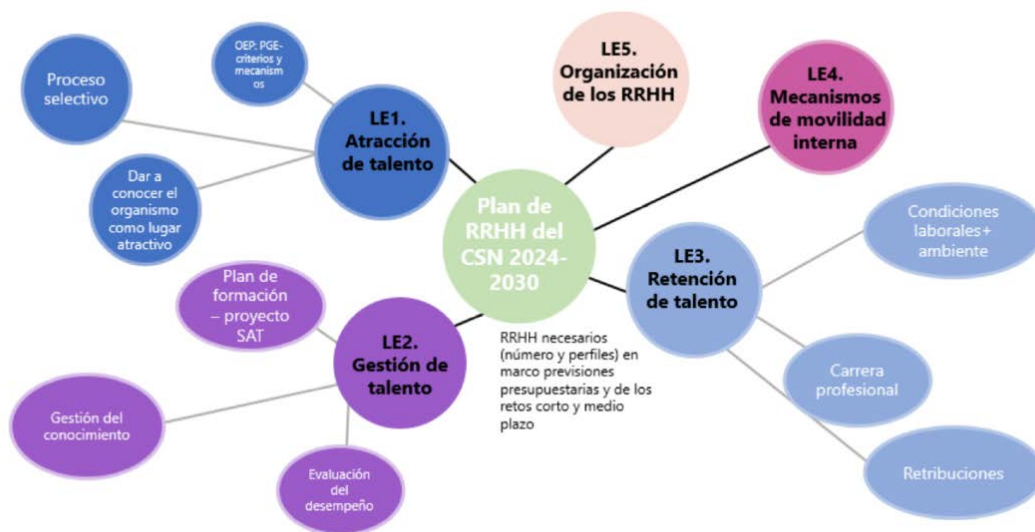 Proceso
selectivo
OEP: PGE-
criterios y
mecanism
os
LE1.
Atracción
de talento
Dar a
conocer el
organismo
como lugar
atractivo
LE5.
Organización
de los RRHH
LE4.
Mecanismos
de movilidad
interna
Plan de
RRHH del
CSN 2024-
2030
RRHH necesarios
(número y perfiles) en
marco previsiones
presupuestarias y de los
retos corto y medio
plazo
LE3.
Retención
de talento
Condiciones
laborales+
ambiente
Carrera
profesional
Retribuciones
LE2.
Gestión de
talento
Plan de
formación
– proyecto
SAT
Gestión del
conocimiento
Evaluación
del
desempeño